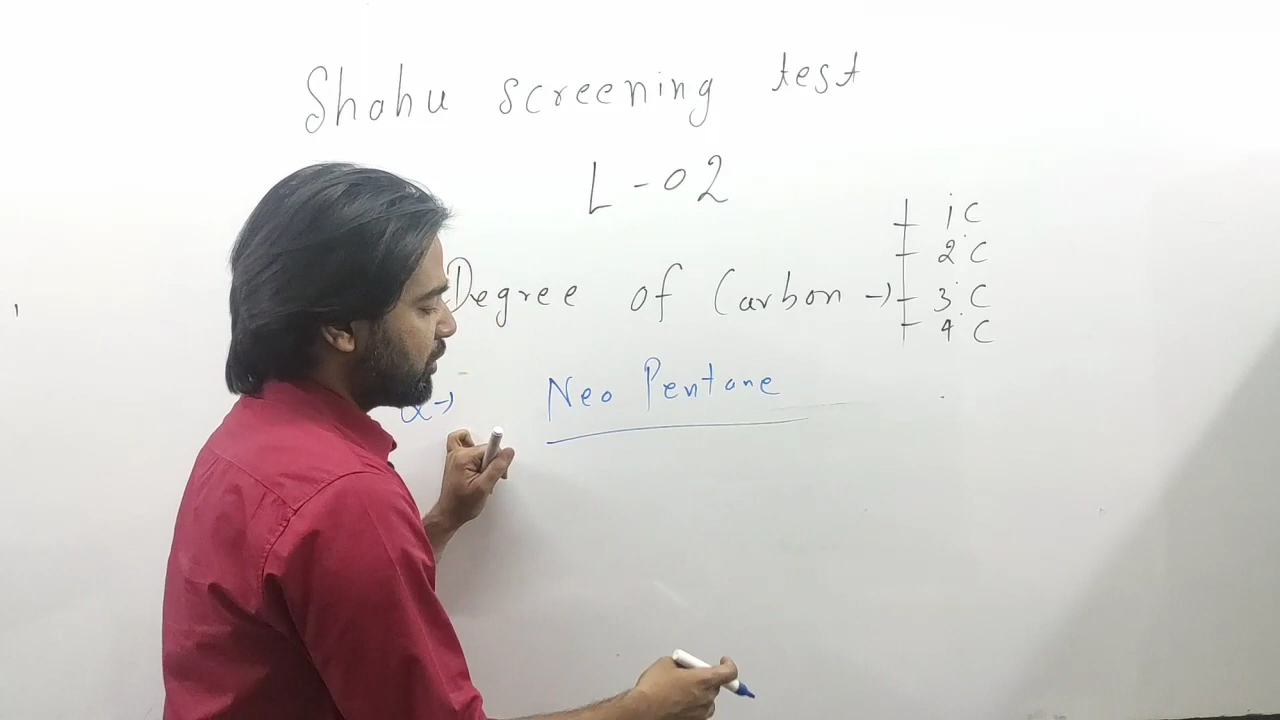 Shahu screening test
L-02
Degree of Carbon →
1° C
2° C
3° C
4° C
Q→ Neo Pentane